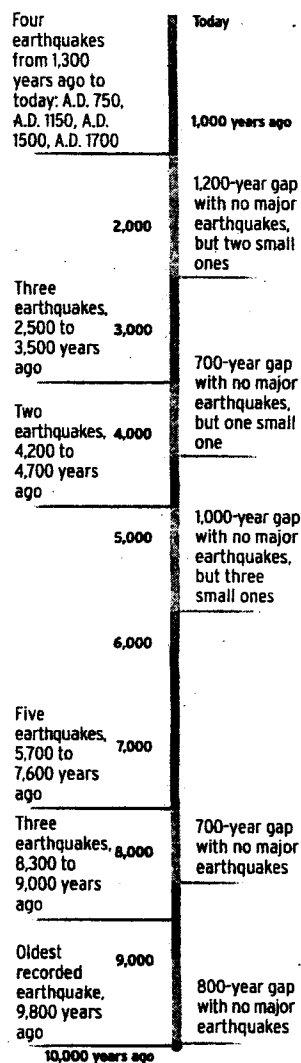 Four
earthquakes
from 1,300
years ago to
today: A.D. 750,
A.D. 1150, A.D.
1500, A.D. 1700
Today
1,000 years ago
1,200-year gap
with no major
earthquakes,
but two small
ones
2,000
Three
earthquakes,
2,500 to
3,500 years
ago
3,000
700-year gap
with no major
earthquakes,
but one small
one
Two
earthquakes,
4,200 to
4,700 years
ago
4,000
1,000-year gap
with no major
earthquakes,
but three
small ones
5,000
6,000
Five
earthquakes,
5,700 to
7,600 years
ago
7,000
700-year gap
with no major
earthquakes
Three
earthquakes,
8,300 to
9,000 years
ago
8,000
9,000
Oldest
recorded
earthquake,
9,800 years
ago
800-year gap
with no major
earthquakes
10,000 years ago